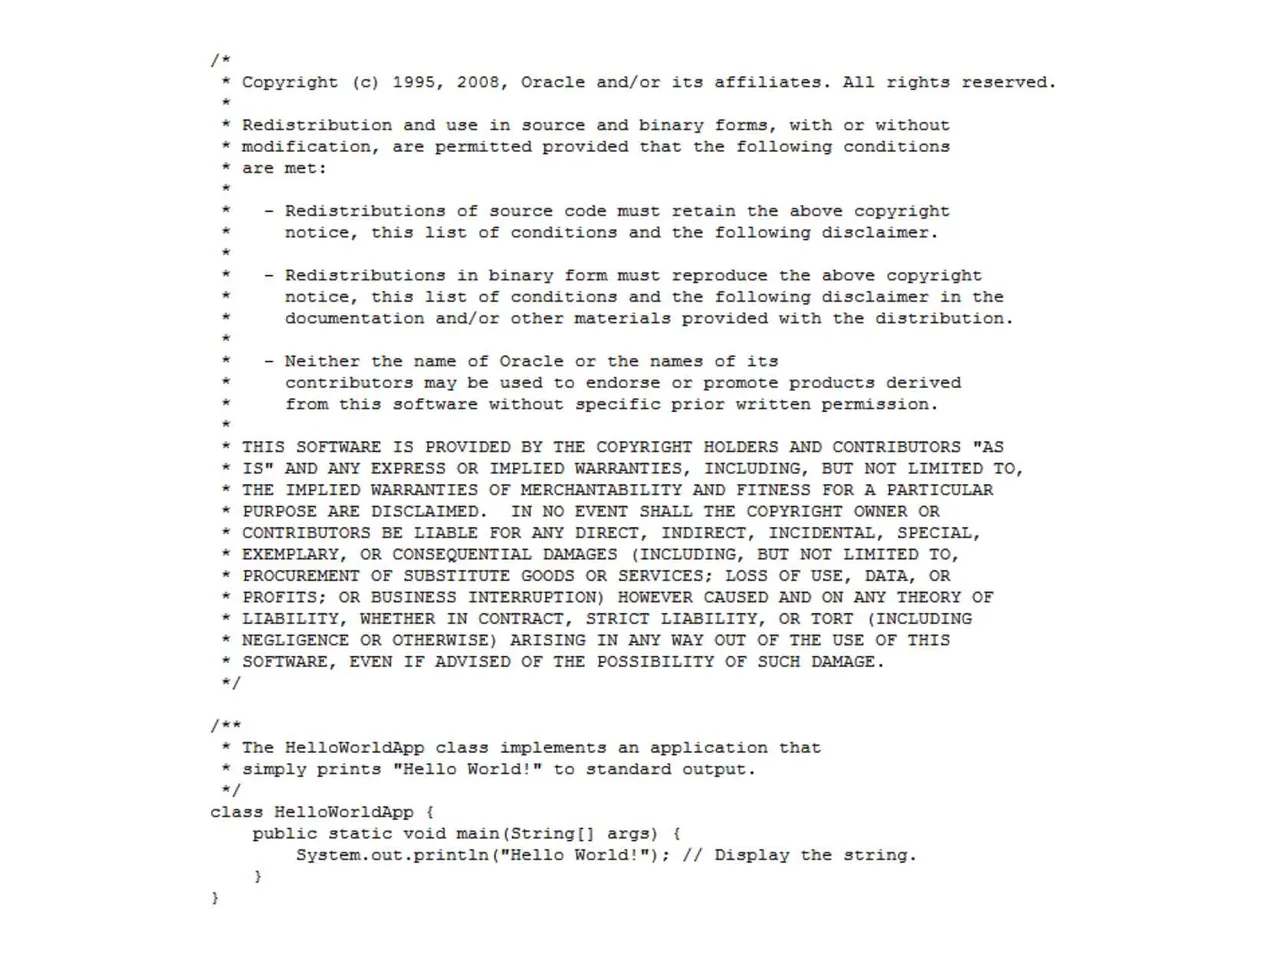 /*
 * Copyright (c) 1995, 2008, Oracle and/or its affiliates. All rights reserved.
 *
 * Redistribution and use in source and binary forms, with or without
 * modification, are permitted provided that the following conditions
 * are met:
 *
 *   - Redistributions of source code must retain the above copyright
 *     notice, this list of conditions and the following disclaimer.
 *
 *   - Redistributions in binary form must reproduce the above copyright
 *     notice, this list of conditions and the following disclaimer in the
 *     documentation and/or other materials provided with the distribution.
 *
 *   - Neither the name of Oracle or the names of its
 *     contributors may be used to endorse or promote products derived
 *     from this software without specific prior written permission.
 *
 * THIS SOFTWARE IS PROVIDED BY THE COPYRIGHT HOLDERS AND CONTRIBUTORS "AS
 * IS" AND ANY EXPRESS OR IMPLIED WARRANTIES, INCLUDING, BUT NOT LIMITED TO,
 * THE IMPLIED WARRANTIES OF MERCHANTABILITY AND FITNESS FOR A PARTICULAR
 * PURPOSE ARE DISCLAIMED.  IN NO EVENT SHALL THE COPYRIGHT OWNER OR
 * CONTRIBUTORS BE LIABLE FOR ANY DIRECT, INDIRECT, INCIDENTAL, SPECIAL,
 * EXEMPLARY, OR CONSEQUENTIAL DAMAGES (INCLUDING, BUT NOT LIMITED TO,
 * PROCUREMENT OF SUBSTITUTE GOODS OR SERVICES; LOSS OF USE, DATA, OR
 * PROFITS; OR BUSINESS INTERRUPTION) HOWEVER CAUSED AND ON ANY THEORY OF
 * LIABILITY, WHETHER IN CONTRACT, STRICT LIABILITY, OR TORT (INCLUDING
 * NEGLIGENCE OR OTHERWISE) ARISING IN ANY WAY OUT OF THE USE OF THIS
 * SOFTWARE, EVEN IF ADVISED OF THE POSSIBILITY OF SUCH DAMAGE.
 */

/**
 * The HelloWorldApp class implements an application that
 * simply prints "Hello World!" to standard output.
 */
class HelloWorldApp {
    public static void main(String[] args) {
        System.out.println("Hello World!"); // Display the string.
    }
}